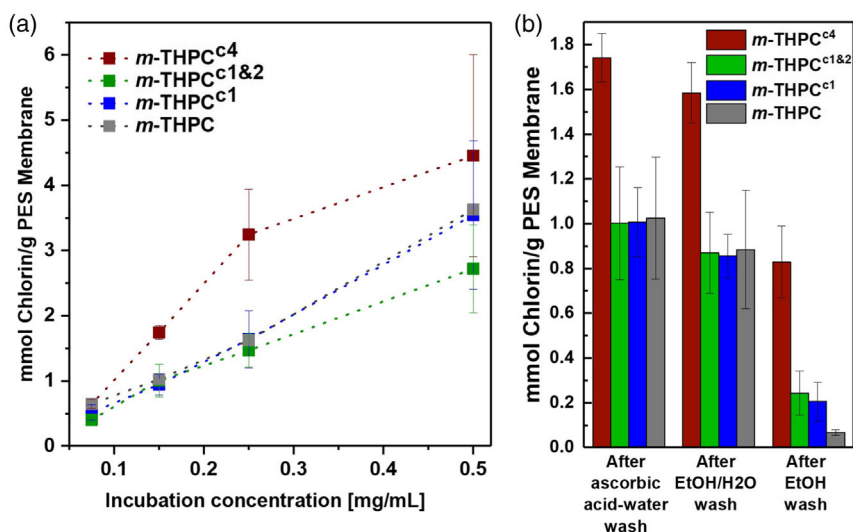 (a)
mmol Chlorin/g PES Membrane
6
5
4
3
2
1
0
m-THPCᶜ⁴
m-THPCᶜ¹&²
m-THPCᶜ¹
m-THPC
0.1
0.2
0.3
0.4
0.5
Incubation concentration [mg/mL]
(b)
mmol Chlorin/g PES Membrane
1.8
1.6
1.4
1.2
1.0
0.8
0.6
0.4
0.2
0.0
m-THPCᶜ⁴
m-THPCᶜ¹&²
m-THPCᶜ¹
m-THPC
After
ascorbic
acid-water
wash
After
EtOH/H2O
wash
After
EtOH
wash